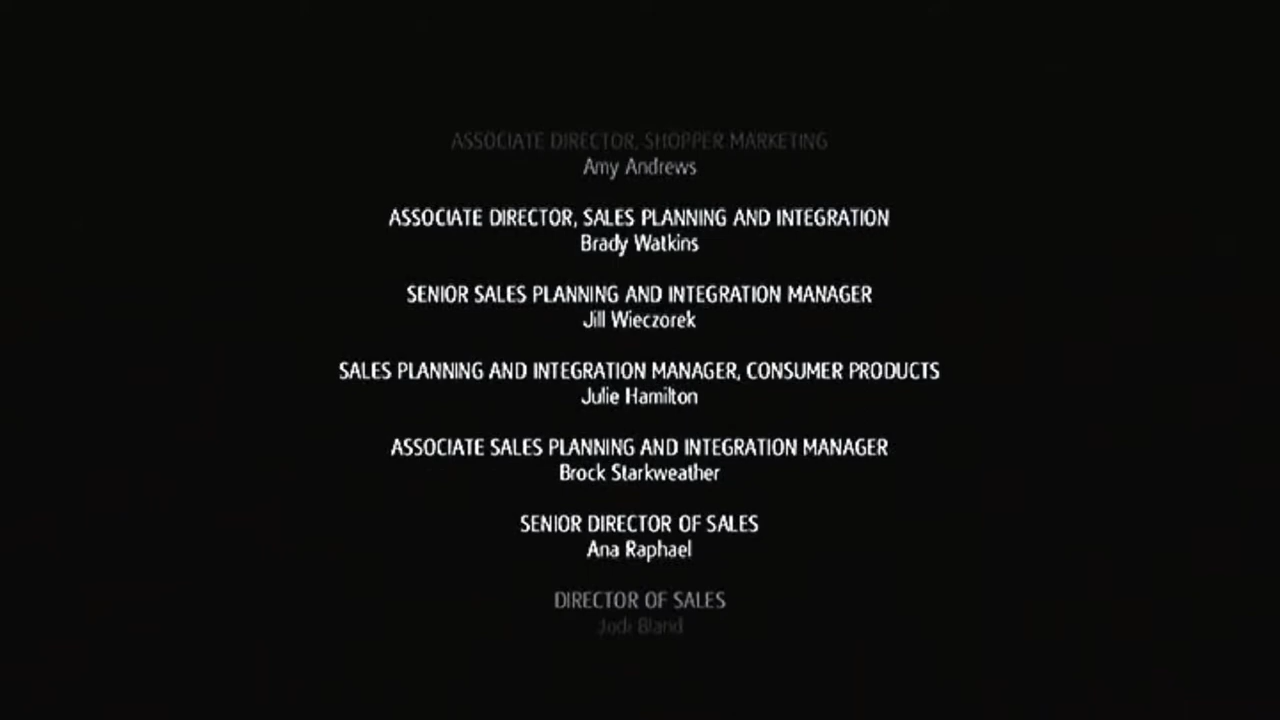 ASSOCIATE DIRECTOR, SHOPPER MARKETING
Amy Andrews
ASSOCIATE DIRECTOR, SALES PLANNING AND INTEGRATION
Brady Watkins
SENIOR SALES PLANNING AND INTEGRATION MANAGER
Jill Wieczorek
SALES PLANNING AND INTEGRATION MANAGER, CONSUMER PRODUCTS
Julie Hamilton
ASSOCIATE SALES PLANNING AND INTEGRATION MANAGER
Brock Starkweather
SENIOR DIRECTOR OF SALES
Ana Raphael
DIRECTOR OF SALES
Jodi Bland